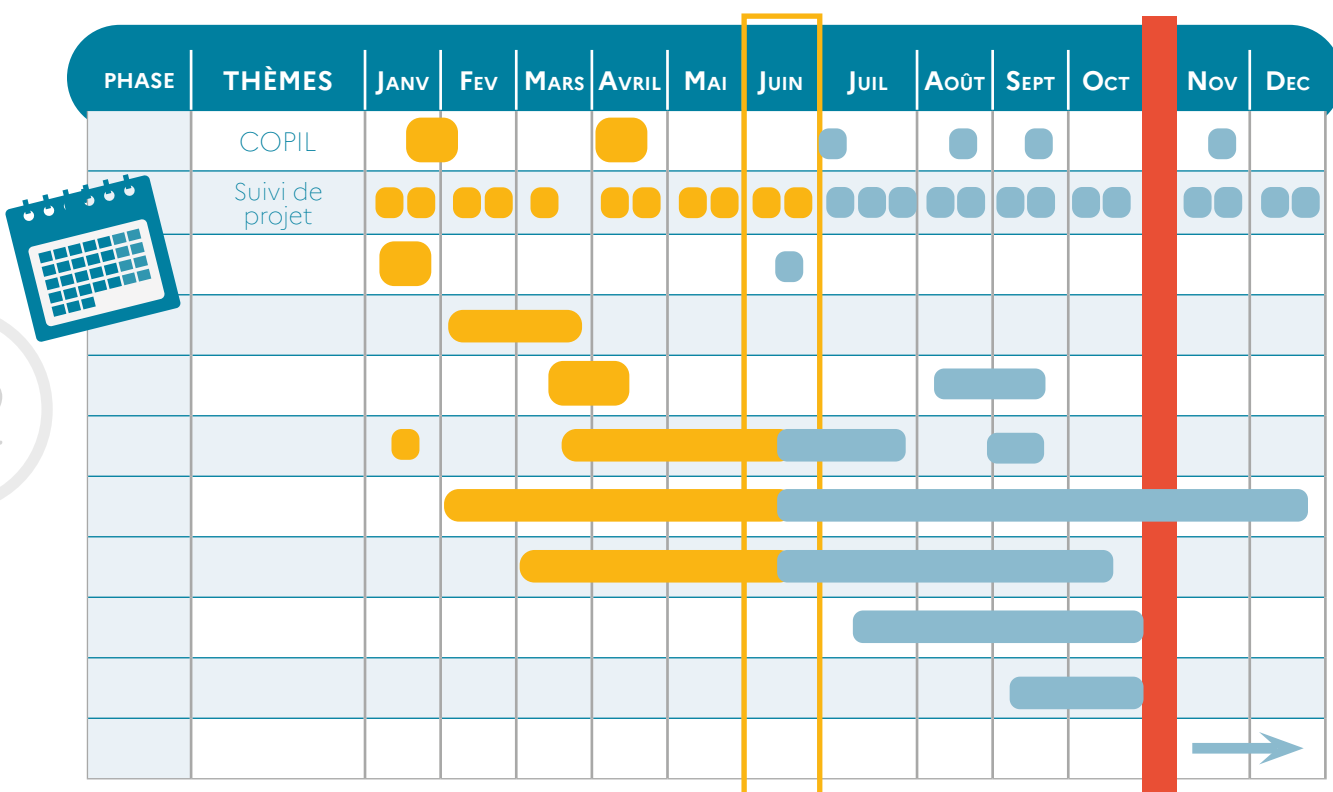 PHASE THÈMES JANV FEV MARS AVRIL MAI JUIN JUIL AOÛT SEPT OCT NOV DEC
COPIL
Suivi de
projet